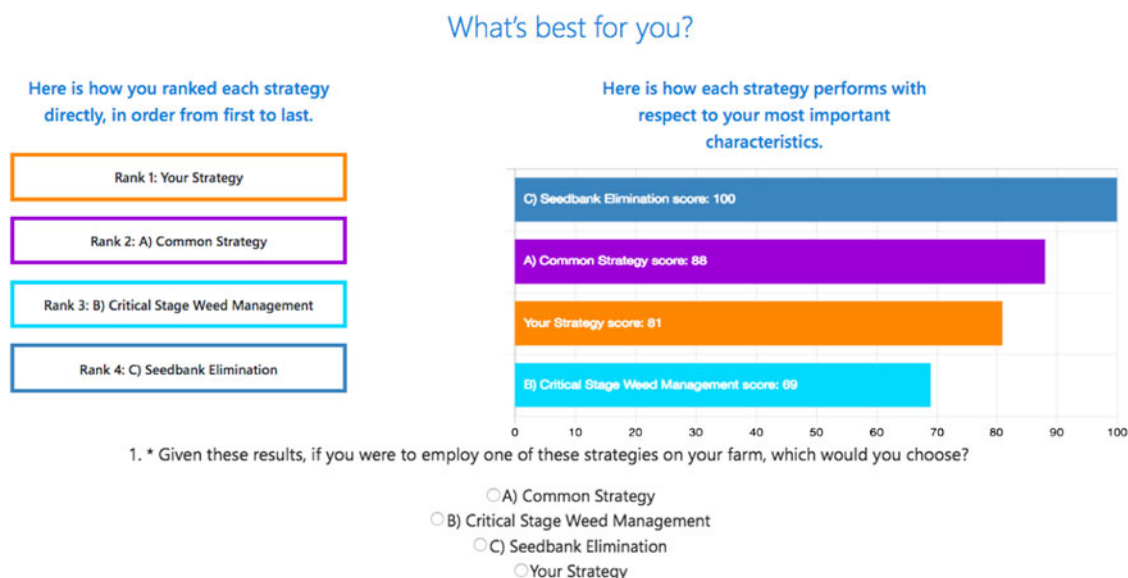 What's best for you?
Here is how you ranked each strategy
directly, in order from first to last.
Rank 1: Your Strategy
Rank 2: A) Common Strategy
Rank 3: B) Critical Stage Weed Management
Rank 4: C) Seedbank Elimination
Here is how each strategy performs with
respect to your most important
characteristics.
C) Seedbank Elimination score: 100
A) Common Strategy score: 88
Your Strategy score: 81
B) Critical Stage Weed Management score: 69
0 10 20 30 40 50 60 70 80 90 100
1. * Given these results, if you were to employ one of these strategies on your farm, which would you choose?
A) Common Strategy
B) Critical Stage Weed Management
C) Seedbank Elimination
Your Strategy